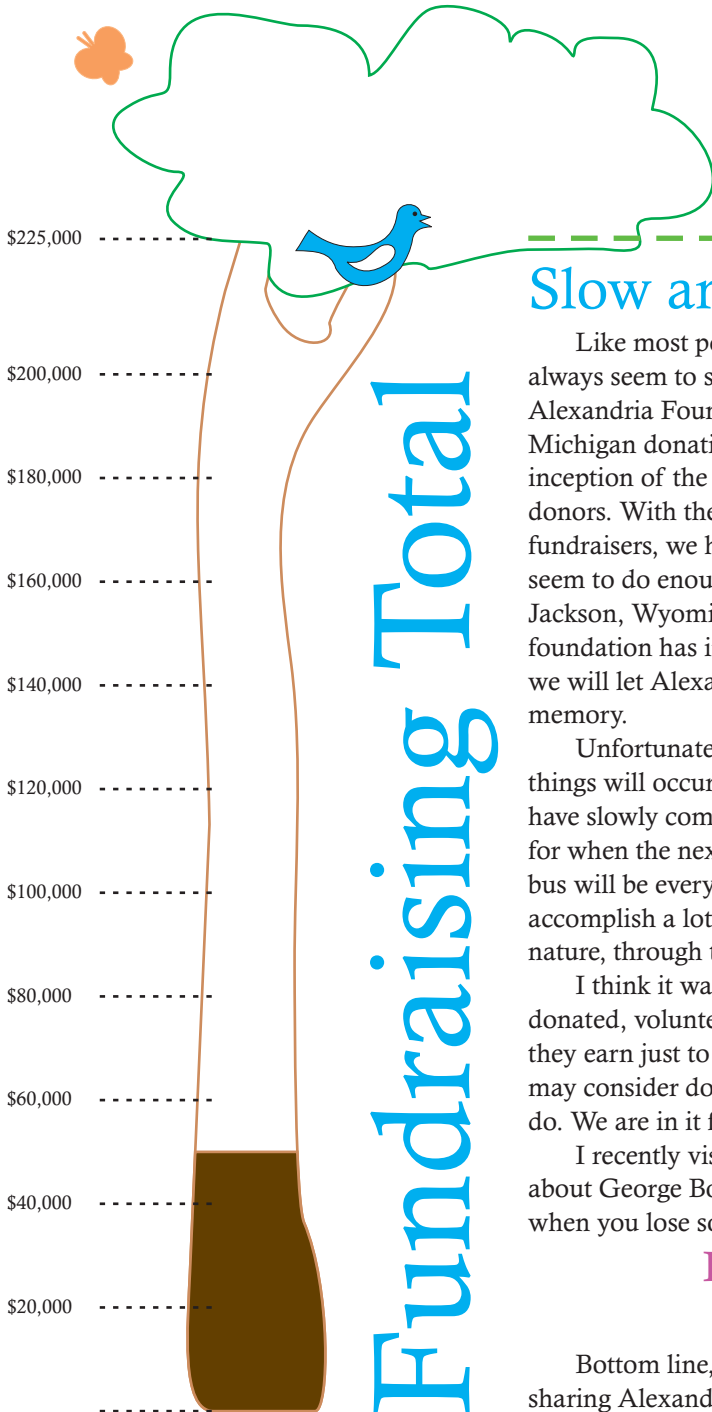 $225,000
$200,000
$180,000
$160,000
$140,000
$120,000
$100,000
$80,000
$60,000
$40,000
$20,000
Fundraising Total
Slow ar
Like most pe
always seem to s
Alexandria Foun
Michigan donati
inception of the
donors. With the
fundraisers, we h
seem to do enou
Jackson, Wyomi
foundation has i
we will let Alexa
memory.
Unfortunate
things will occur
have slowly com
for when the nex
bus will be every
accomplish a lot
nature, through t
I think it wa
donated, volunte
they earn just to
may consider do
do. We are in it f
I recently vis
about George Bo
when you lose so
Bottom line,
sharing Alexand